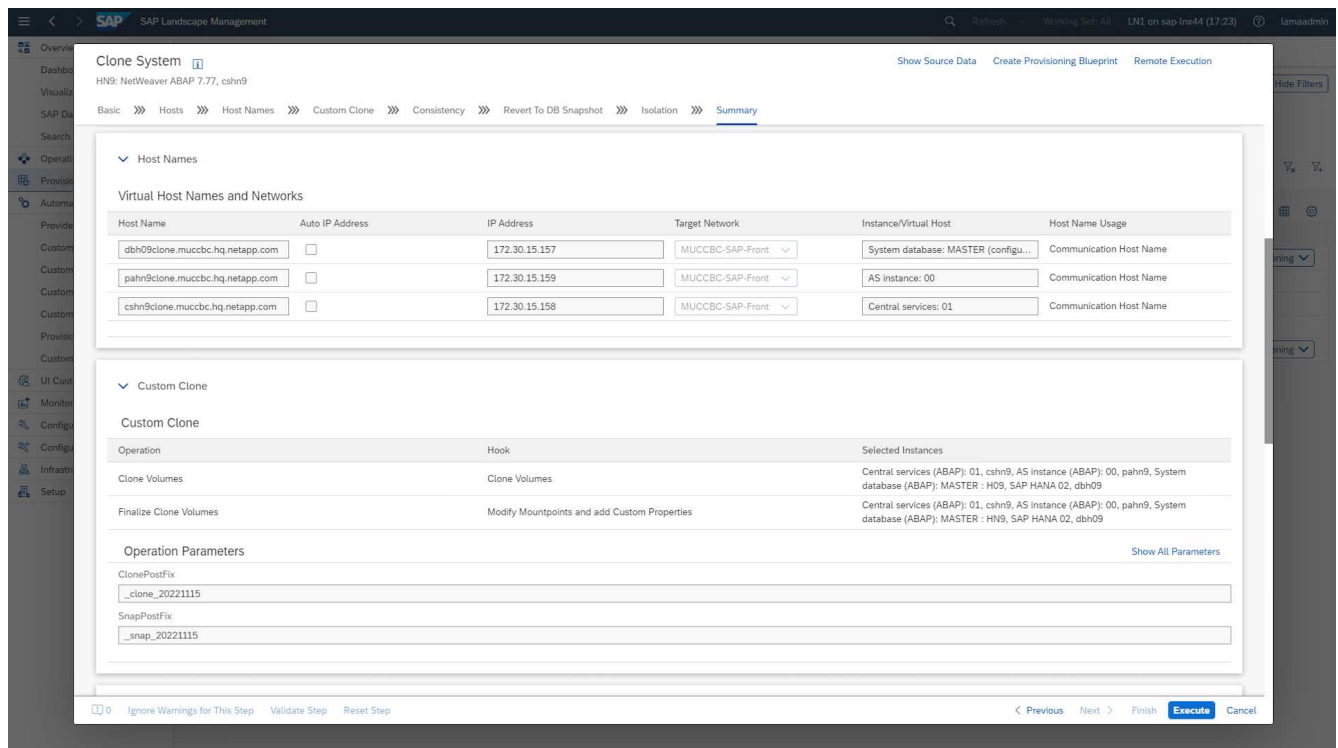 SAP SAP Landscape Management Refresh Working Set: All LN1 on sap-lnx44 (17:23) lamaadmin
Clone System
HN9: NetWeaver ABAP 7.77, cshn9
Show Source Data Create Provisioning Blueprint Remote Execution
Hide Filters
Basic Hosts Host Names Custom Clone Consistency Revert To DB Snapshot Isolation Summary
Host Names
Virtual Host Names and Networks
Host Name Auto IP Address IP Address Target Network Instance/Virtual Host Host Name Usage
dbh09clone.muccbc.hq.netapp.com 172.30.15.157 MUCCBC-SAP-Front System database: MASTER (configu... Communication Host Name
pahn9clone.muccbc.hq.netapp.com 172.30.15.159 MUCCBC-SAP-Front AS instance: 00 Communication Host Name
cshn9clone.muccbc.hq.netapp.com 172.30.15.158 MUCCBC-SAP-Front Central services: 01 Communication Host Name
Custom Clone
Custom Clone
Operation Hook Selected Instances
Clone Volumes Clone Volumes Central services (ABAP): 01, cshn9, AS instance (ABAP): 00, pahn9, System
database (ABAP): MASTER : H09, SAP HANA 02, dbh09
Finalize Clone Volumes Modify Mountpoints and add Custom Properties Central services (ABAP): 01, cshn9, AS instance (ABAP): 00, pahn9, System
database (ABAP): MASTER : HN9, SAP HANA 02, dbh09
Operation Parameters Show All Parameters
ClonePostFix
_clone_20221115
SnapPostFix
_snap_20221115
0 Ignore Warnings for This Step Validate Step Reset Step < Previous Next > Finish Execute Cancel
Overvie
Dashbo
Visualiz
SAP Da
Search
Operati
Provisic
Automa
Provide
Custom
Custom
Custom
Custom
Provisic
Custom
UI Cust
Monitor
Configu
Configu
Infrastru
Setup
oning
oning